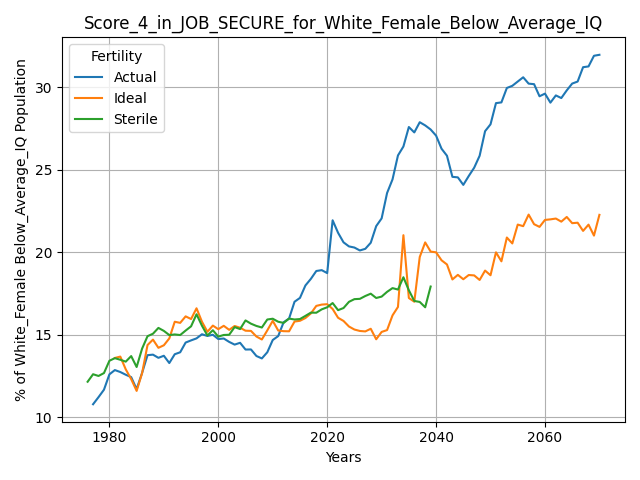 Score_4_in_JOB_SECURE_for_White_Female_Below_Average_IQ
Fertility
Actual
Ideal
Sterile
% of White_Female Below_Average_IQ Population
30
25
20
15
10
1980
2000
2020
2040
2060
Years